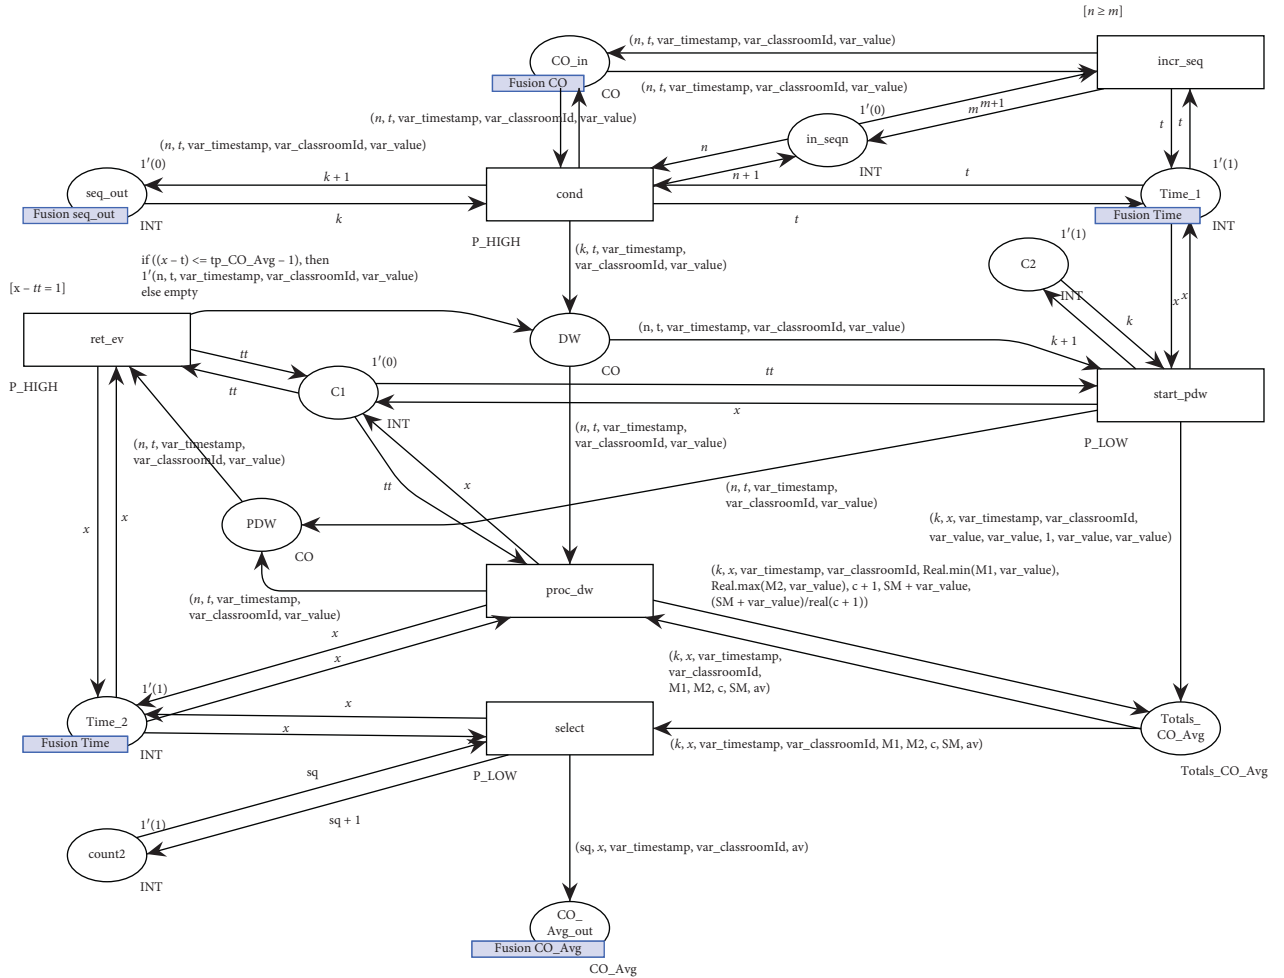 [n ≥ m]
(n, t, var_timestamp, var_classroomId, var_value)
CO_in
incr_seq
Fusion CO
CO
(n, t, var_timestamp, var_classroomId, var_value)
(n, t, var_timestamp, var_classroomId, var_value)
1′(0)
m
m+1
t
t
(n, t, var_timestamp, var_classroomId, var_value)
n
in_seqn
INT
1′(0)
k + 1
n + 1
t
1′(1)
seq_out
cond
Time_1
Fusion seq_out
k
t
Fusion Time
INT
INT
P_HIGH
1′(1)
if ((x – t) <= tp_CO_Avg – 1), then
1′(n, t, var_timestamp, var_classroomId, var_value)
else empty
(k, t, var_timestamp,
var_classroomId, var_value)
C2
INT
[x – tt = 1]
x
x
k
ret_ev
DW
(n, t, var_timestamp, var_classroomId, var_value)
k + 1
P_HIGH
tt
1′(0)
CO
tt
tt
C1
start_pdw
x
INT
P_LOW
(n, t, var_timestamp,
var_classroomId, var_value)
(n, t, var_timestamp,
var_classroomId, var_value)
tt
x
(n, t, var_timestamp,
var_classroomId, var_value)
x
x
PDW
CO
(k, x, var_timestamp, var_classroomId,
var_value, var_value, 1, var_value, var_value)
proc_dw
(k, x, var_timestamp, var_classroomId, Real.min(M1, var_value),
Real.max(M2, var_value), c + 1, SM + var_value,
(SM + var_value)/real(c + 1))
(n, t, var_timestamp,
var_classroomId, var_value)
x
x
(k, x, var_timestamp,
var_classroomId,
M1, M2, c, SM, av)
1′(1)
x
Time_2
x
select
Totals_
CO_Avg
Fusion Time
INT
(k, x, var_timestamp, var_classroomId, M1, M2, c, SM, av)
P_LOW
Totals_CO_Avg
sq
1′(1)
sq + 1
count2
(sq, x, var_timestamp, var_classroomId, av)
INT
CO_
Avg_out
Fusion CO_Avg
CO_Avg